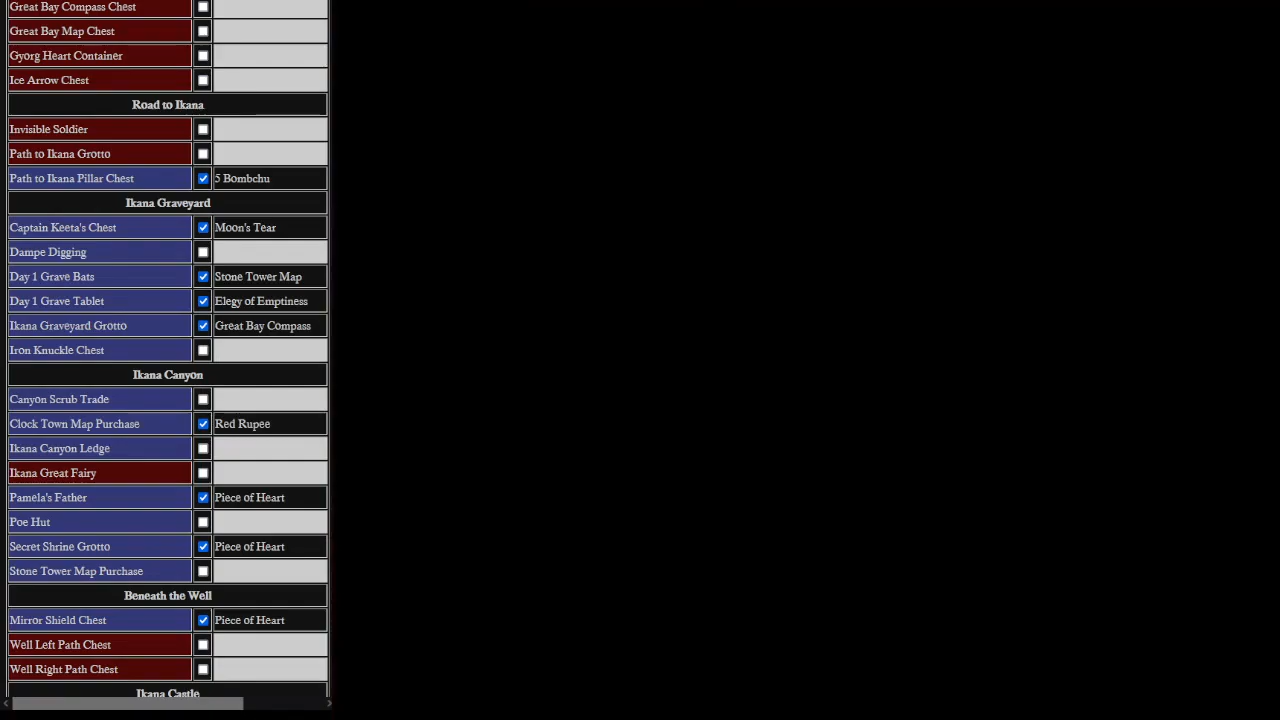 Great Bay Compass Chest
Great Bay Map Chest
Gyorg Heart Container
Ice Arrow Chest
Road to Ikana
Invisible Soldier
Path to Ikana Grotto
Path to Ikana Pillar Chest 5 Bombchu
Ikana Graveyard
Captain Keeta's Chest Moon's Tear
Dampe Digging
Day 1 Grave Bats Stone Tower Map
Day 1 Grave Tablet Elegy of Emptiness
Ikana Graveyard Grotto Great Bay Compass
Iron Knuckle Chest
Ikana Canyon
Canyon Scrub Trade
Clock Town Map Purchase Red Rupee
Ikana Canyon Ledge
Ikana Great Fairy
Pamela's Father Piece of Heart
Poe Hut
Secret Shrine Grotto Piece of Heart
Stone Tower Map Purchase
Beneath the Well
Mirror Shield Chest Piece of Heart
Well Left Path Chest
Well Right Path Chest
Ikana Castle